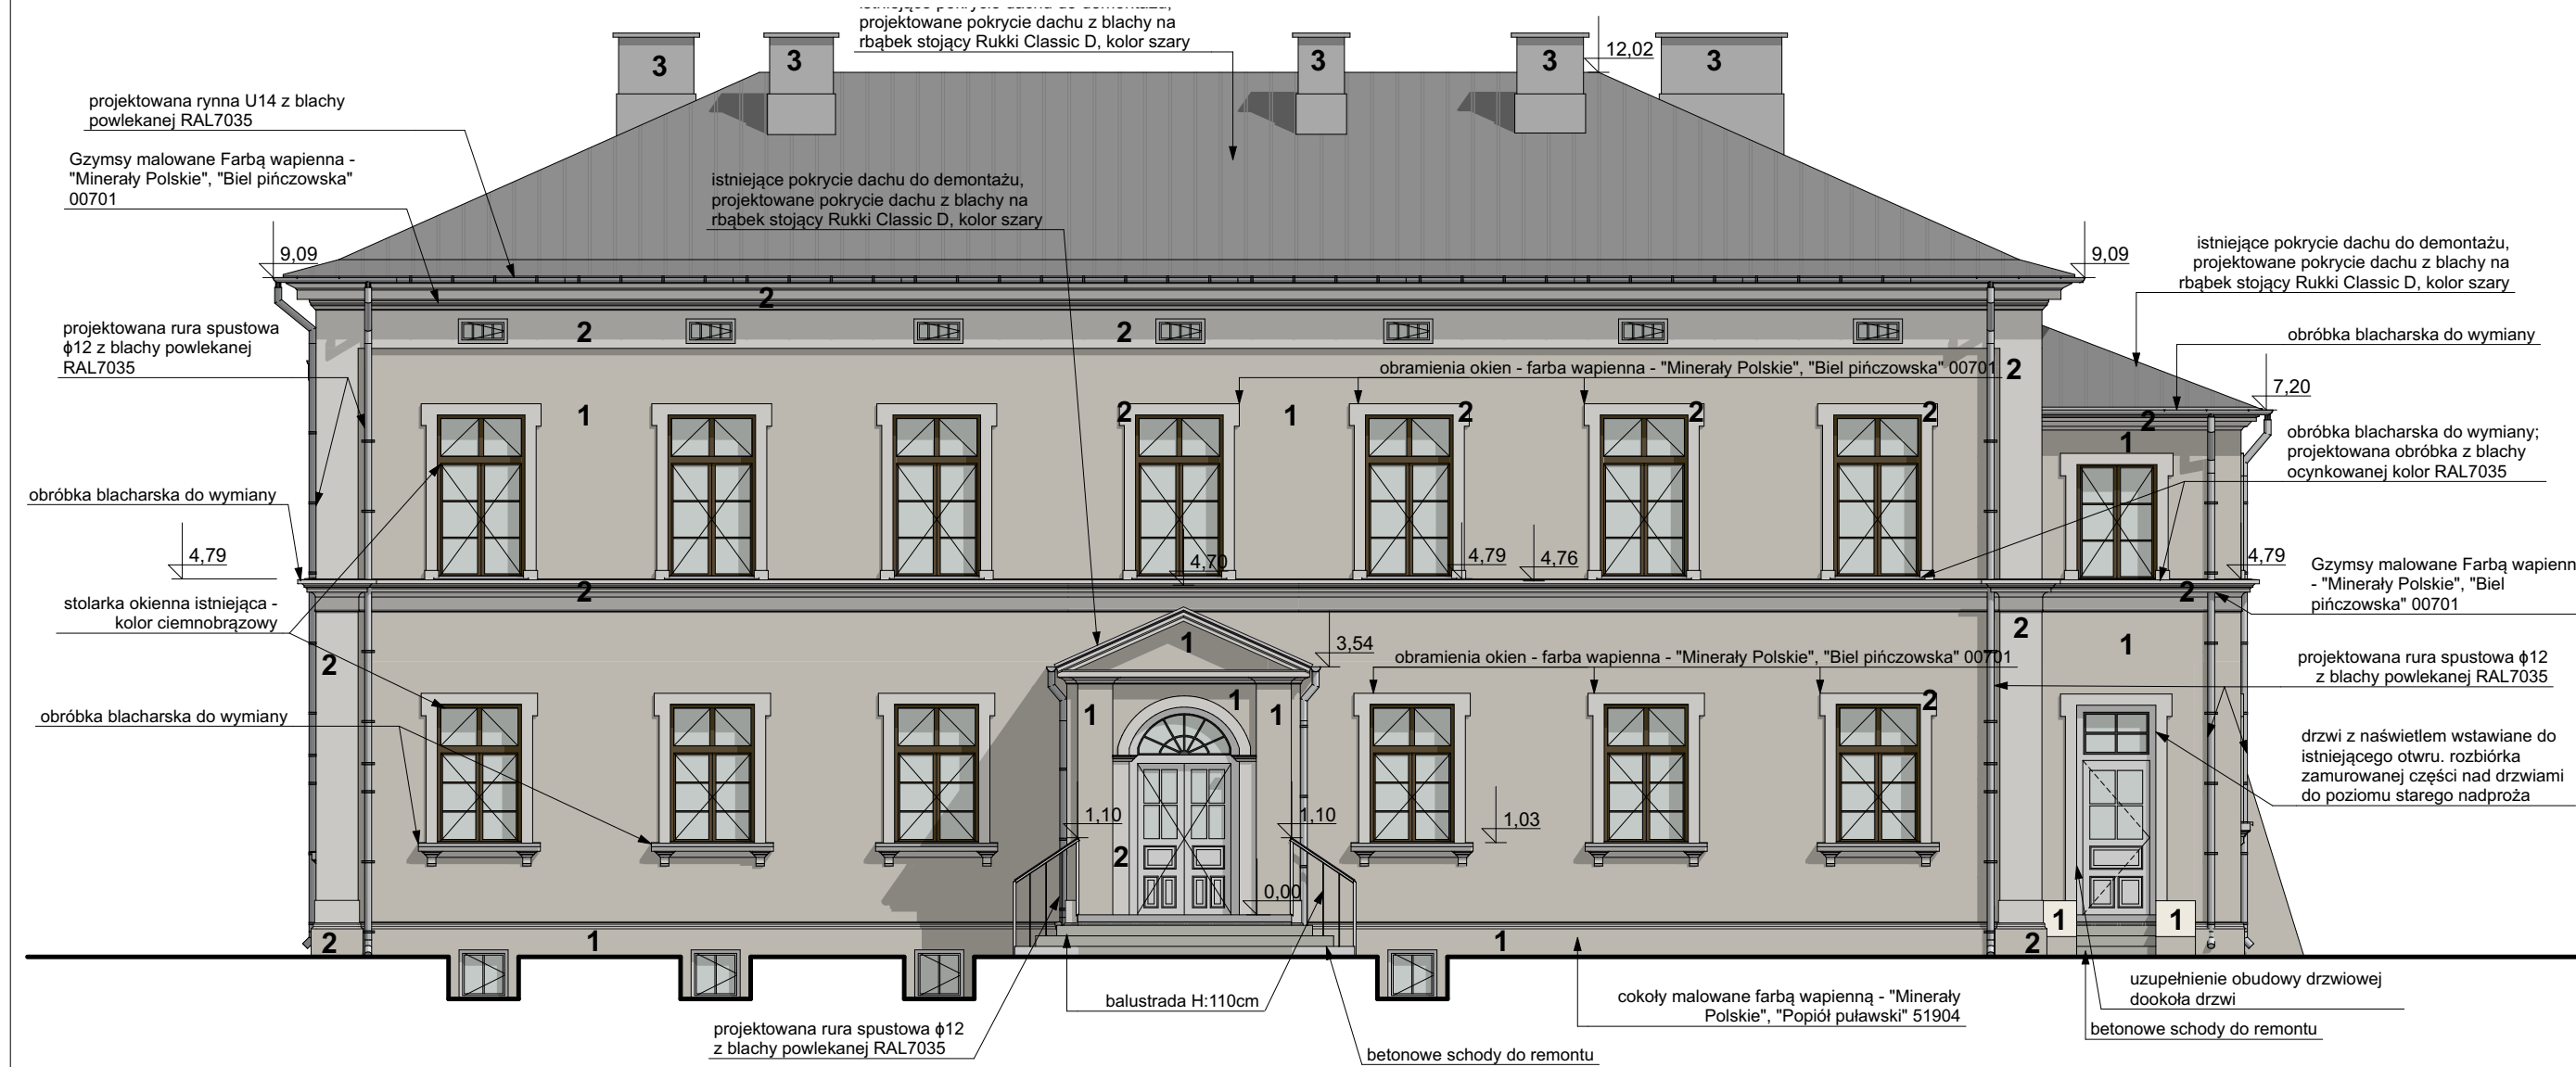 istniejące pokrycie dachu do demontażu,
projektowane pokrycie dachu z blachy na
rbąbek stojący Rukki Classic D, kolor szary
3
3
3
3
3
12,02
projektowana rynna U14 z blachy
powlekanej RAL7035
Gzymsy malowane Farbą wapienna -
"Minerały Polskie", "Biel pińczowska"
00701
istniejące pokrycie dachu do demontażu,
projektowane pokrycie dachu z blachy na
rbąbek stojący Rukki Classic D, kolor szary
9,09
9,09
istniejące pokrycie dachu do demontażu,
projektowane pokrycie dachu z blachy na
rbąbek stojący Rukki Classic D, kolor szary
2
2
2
projektowana rura spustowa
ϕ12 z blachy powlekanej
RAL7035
obróbka blacharska do wymiany
obramienia okien - farba wapienna - "Minerały Polskie", "Biel pińczowska" 00701
2
7,20
1
2
1
2
2
2
2
1
obróbka blacharska do wymiany;
projektowana obróbka z blachy
ocynkowanej kolor RAL7035
obróbka blacharska do wymiany
4,79
4,70
4,79
4,76
4,79
2
2
Gzymsy malowane Farbą wapienn
- "Minerały Polskie", "Biel
pińczowska" 00701
stolarka okienna istniejąca -
kolor ciemnobrązowy
2
1
3,54
2
1
obramienia okien - farba wapienna - "Minerały Polskie", "Biel pińczowska" 00701
projektowana rura spustowa ϕ12
z blachy powlekanej RAL7035
1
1
1
2
obróbka blacharska do wymiany
drzwi z naświetlem wstawiane do
istniejącego otwru. rozbiórka
zamurowanej części nad drzwiami
do poziomu starego nadproża
1,10
1,10
1,03
2
0,00
1
1
2
1
1
2
balustrada H:110cm
cokoły malowane farbą wapienną - "Minerały
Polskie", "Popiół puławski" 51904
uzupełnienie obudowy drzwiowej
dookoła drzwi
projektowana rura spustowa ϕ12
z blachy powlekanej RAL7035
betonowe schody do remontu
betonowe schody do remontu